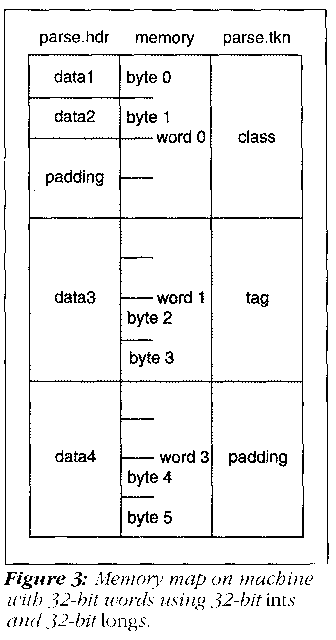 parse.hdr memory parse.tkn
data1 byte 0
data2 byte 1
word 0 class
padding
data3 word 1 tag
byte 2
byte 3
data4 word 3 padding
byte 4
byte 5
Figure 3: Memory map on machine
with 32-bit words using 32-bit ints
and 32-bit longs.